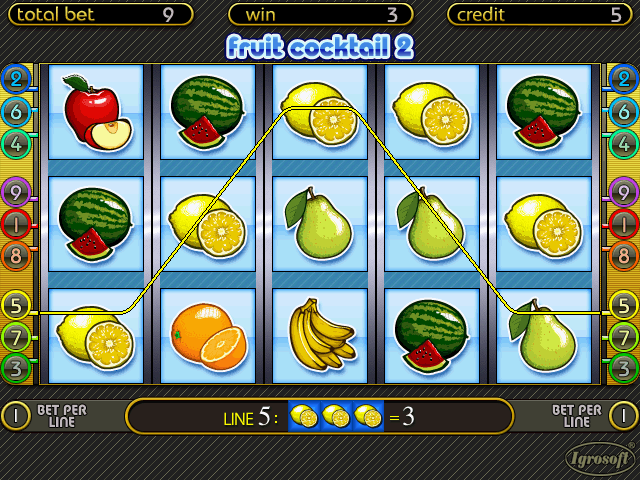 total bet 9 win 3 credit 5
fruit cocktail 2
2 2
6 6
4 4
9 9
1 1
8 8
5 5
7 7
3 3
1 BET PER LINE LINE 5: = 3 BET PER LINE 1
Igrosoft®